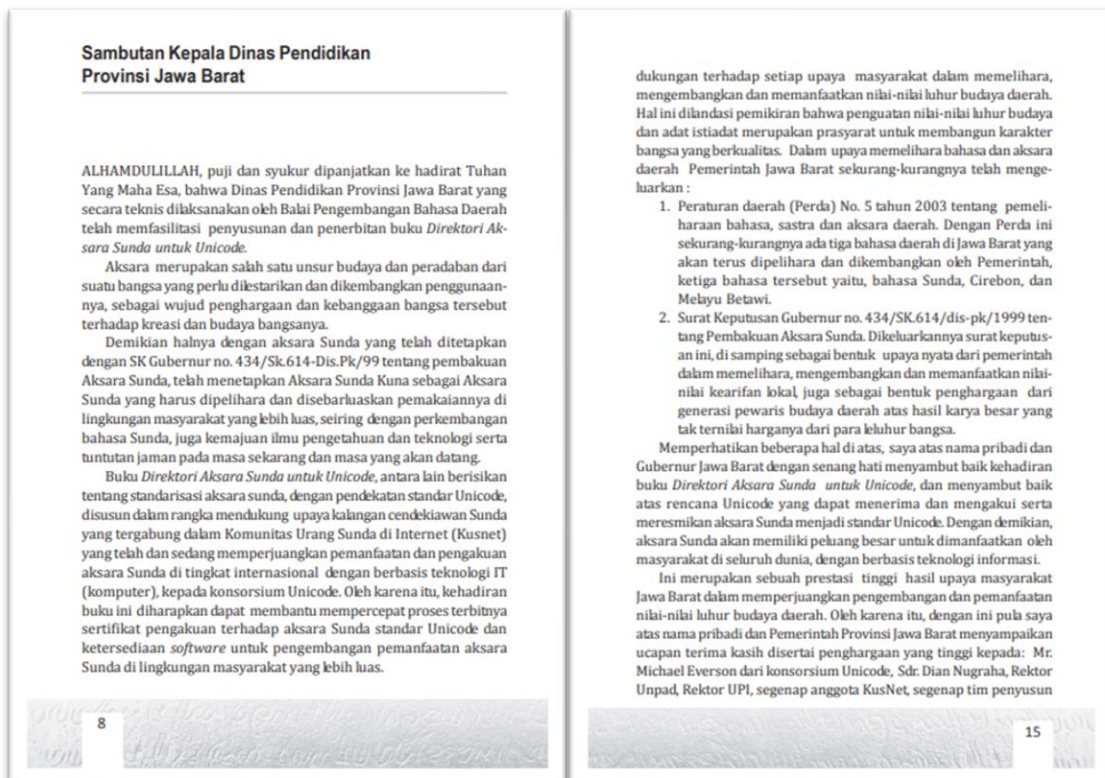 Sambutan Kepala Dinas Pendidikan
Provinsi Jawa Barat
ALHAMDULILLAH, puji dan syukur dipanjatkan ke hadirat Tuhan
Yang Maha Esa, bahwa Dinas Pendidikan Provinsi Jawa Barat yang
secara teknis dilaksanakan oleh Balai Pengembangan Bahasa Daerah
telah memfasilitasi penyusunan dan penerbitan buku Direktori Ak-
sara Sunda untuk Unicode.
Aksara merupakan salah satu unsur budaya dan peradaban dari
suatu bangsa yang perlu dilestarikan dan dikembangkan penggunaan-
nya, sebagai wujud penghargaan dan kebanggaan bangsa tersebut
terhadap kreasi dan budaya bangsanya.
Demikian halnya dengan aksara Sunda yang telah ditetapkan
dengan SK Gubernur no. 434/Sk.614-Dis.Pk/99 tentang pembakuan
Aksara Sunda, telah menetapkan Aksara Sunda Kuna sebagai Aksara
Sunda yang harus dipelihara dan disebarluaskan pemakaiannya di
lingkungan masyarakat yang lebih luas, seiring dengan perkembangan
bahasa Sunda, juga kemajuan ilmu pengetahuan dan teknologi serta
tuntutan jaman pada masa sekarang dan masa yang akan datang.
Buku Direktori Aksara Sunda untuk Unicode, antara lain berisikan
tentang standarisasi aksara sunda, dengan pendekatan standar Unicode,
disusun dalam rangka mendukung upaya kalangan cendekiawan Sunda
yang tergabung dalam Komunitas Urang Sunda di Internet (Kusnet)
yang telah dan sedang memperjuangkan pemanfaatan dan pengakuan
aksara Sunda di tingkat internasional dengan berbasis teknologi IT
(komputer), kepada konsorsium Unicode. Oleh karena itu, kehadiran
buku ini diharapkan dapat membantu mempercepat proses terbitnya
sertifikat pengakuan terhadap aksara Sunda standar Unicode dan
ketersediaan software untuk pengembangan pemanfaatan aksara
Sunda di lingkungan masyarakat yang lebih luas.
8
dukungan terhadap setiap upaya masyarakat dalam memelihara,
mengembangkan dan memanfaatkan nilai-nilai luhur budaya daerah.
Hal ini dilandasi pemikiran bahwa penguatan nilai-nilai luhur budaya
dan adat istiadat merupakan prasyarat untuk membangun karakter
bangsa yang berkualitas. Dalam upaya memelihara bahasa dan aksara
daerah Pemerintah Jawa Barat sekurang-kurangnya telah menge-
luarkan :
1. Peraturan daerah (Perda) No. 5 tahun 2003 tentang pemeli-
haraan bahasa, sastra dan aksara daerah. Dengan Perda ini
sekurang-kurangnya ada tiga bahasa daerah di Jawa Barat yang
akan terus dipelihara dan dikembangkan oleh Pemerintah,
ketiga bahasa tersebut yaitu, bahasa Sunda, Cirebon, dan
Melayu Betawi.
2. Surat Keputusan Gubernur no. 434/SK.614/dis-pk/1999 ten-
tang Pembakuan Aksara Sunda. Dikeluarkannya surat keputus-
an ini, di samping sebagai bentuk upaya nyata dari pemerintah
dalam memelihara, mengembangkan dan memanfaatkan nilai-
nilai kearifan lokal, juga sebagai bentuk penghargaan dari
generasi pewaris budaya daerah atas hasil karya besar yang
tak ternilai harganya dari para leluhur bangsa.
Memperhatikan beberapa hal di atas, saya atas nama pribadi dan
Gubernur Jawa Barat dengan senang hati menyambut baik kehadiran
buku Direktori Aksara Sunda untuk Unicode, dan menyambut baik
atas rencana Unicode yang dapat menerima dan mengakui serta
meresmikan aksara Sunda menjadi standar Unicode. Dengan demikian,
aksara Sunda akan memiliki peluang besar untuk dimanfaatkan oleh
masyarakat di seluruh dunia, dengan berbasis teknologi informasi.
Ini merupakan sebuah prestasi tinggi hasil upaya masyarakat
Jawa Barat dalam memperjuangkan pengembangan dan pemanfaatan
nilai-nilai luhur budaya daerah. Oleh karena itu, dengan ini pula saya
atas nama pribadi dan Pemerintah Provinsi Jawa Barat menyampaikan
ucapan terima kasih disertai penghargaan yang tinggi kepada: Mr.
Michael Everson dari konsorsium Unicode, Sdr. Dian Nugraha, Rektor
Unpad, Rektor UPI, segenap anggota KusNet, segenap tim penyusun
15